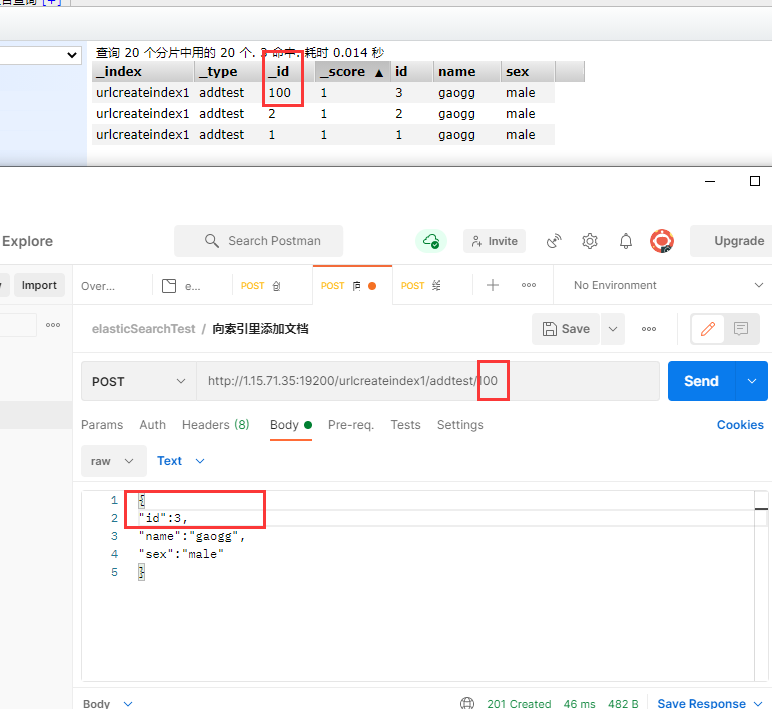 查询 20 个分片中用的 20 个. 3 命中. 耗时 0.014 秒
_index _type _id _score ▲ id name sex
urlcreateindex1 addtest 100 1 3 gaogg male
urlcreateindex1 addtest 2 1 2 gaogg male
urlcreateindex1 addtest 1 1 1 gaogg male
Explore Search Postman Invite Upgrade
Import Over... e... POST POST POST No Environment
elasticSearchTest / 向索引里添加文档 Save
POST http://1.15.71.35:19200/urlcreateindex1/addtest/100 Send
Params Auth Headers (8) Body Pre-req. Tests Settings Cookies
raw Text
1 {
2 "id":3,
3 "name":"gaogg",
4 "sex":"male"
5 }
Body 201 Created 46 ms 482 B Save Response